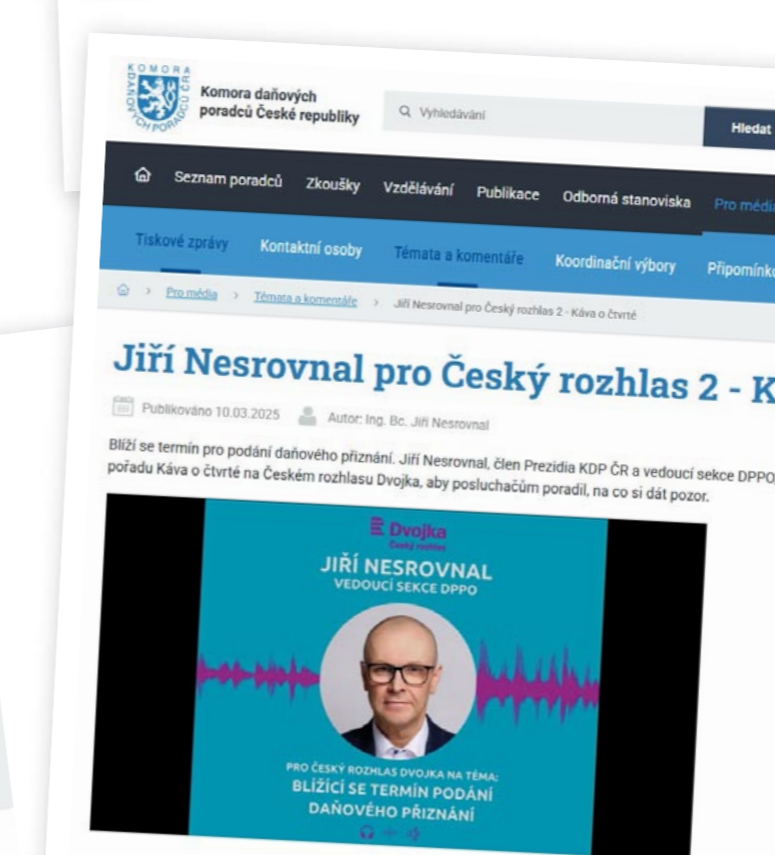 KOMORA
DAŇOVÝCH PORADCŮ ČR
Komora daňových
poradců České republiky
Vyhledávání
Hledat
Seznam poradců Zkoušky Vzdělávání Publikace Odborná stanoviska Pro média
Tiskové zprávy Kontaktní osoby Témata a komentáře Koordinační výbory Připomínko
> Pro média > Témata a komentáře > Jiří Nesrovnal pro Český rozhlas 2 - Káva o čtvrté
Jiří Nesrovnal pro Český rozhlas 2 - K
Publikováno 10.03.2025 Autor: Ing. Bc. Jiří Nesrovnal
Blíží se termín pro podání daňového přiznání. Jiří Nesrovnal, člen Prezidia KDP ČR a vedoucí sekce DPPO,
pořadu Káva o čtvrté na Českém rozhlasu Dvojka, aby posluchačům poradil, na co si dát pozor.
Dvojka
Český rozhlas
JIŘÍ NESROVNAL
VEDOUCÍ SEKCE DPPO
PRO ČESKÝ ROZHLAS DVOJKA NA TÉMA:
BLÍŽÍCÍ SE TERMÍN PODÁNÍ
DAŇOVÉHO PŘIZNÁNÍ